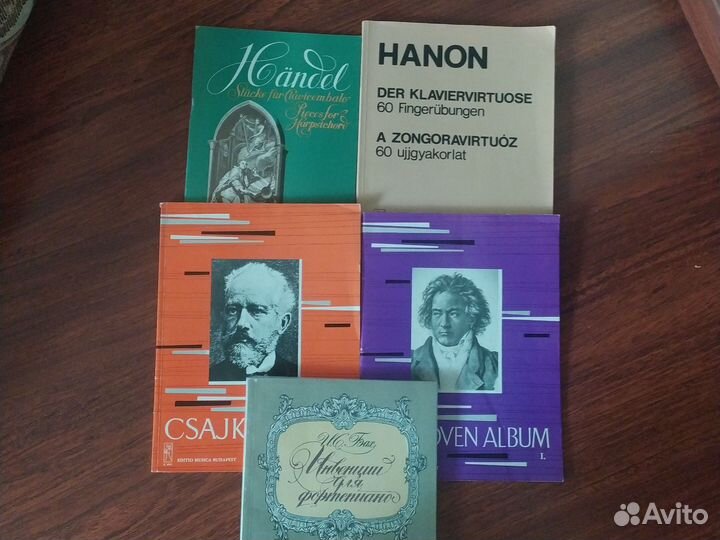 Händel
Stücke für Clavicembalo
Pieces for
Harpsichord
HANON
DER KLAVIERVIRTUOSE
60 Fingerübungen
A ZONGORAVIRTUÓZ
60 ujjgyakorlat
CSAJK
EDITIO MUSICA BUDAPEST
OVEN ALBUM
I.
И.С. Бах
Инвенции
для
фортепиано
Avito